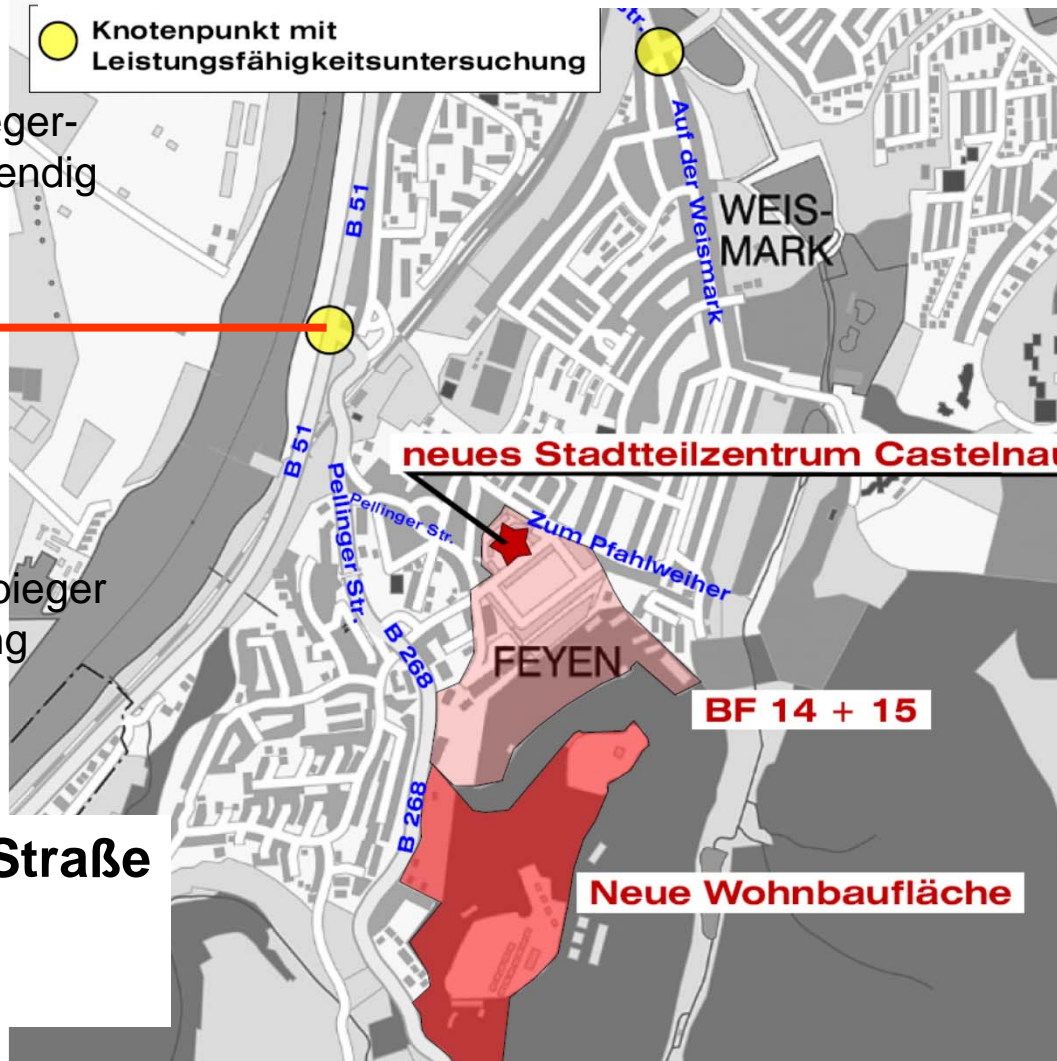 Knotenpunkt mit
Leistungsfähigkeitsuntersuchung
str.
eger-
endig
Auf der Weismark
B 51
WEIS-
MARK
B 51
neues Stadtteilzentrum Castelnau
Pellinger Str.
Pellinger Str.
Zum Pfahlweiher
pieger
ng
B 268
FEYEN
BF 14 + 15
B 268
Straße
Neue Wohnbaufläche